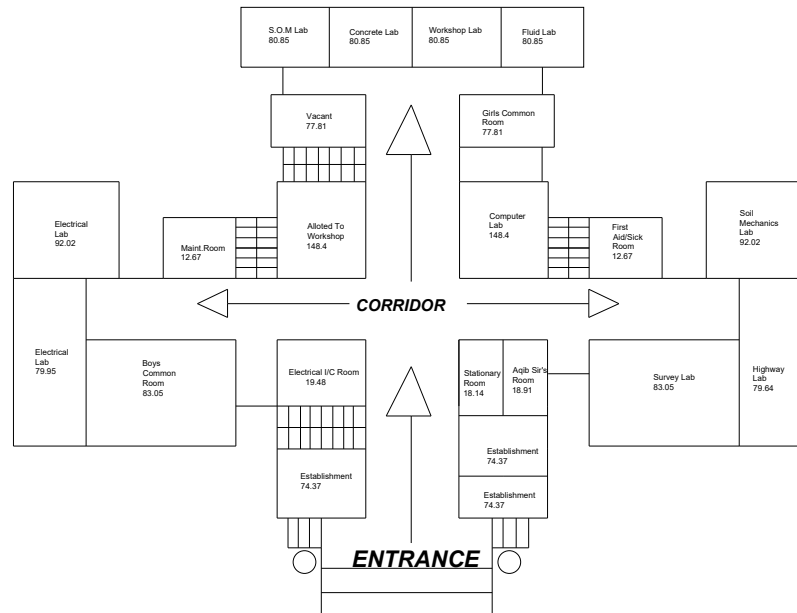 S.O.M Lab
80.85
Concrete Lab
80.85
Workshop Lab
80.85
Fluid Lab
80.85
Vacant
77.81
Girls Common
Room
77.81
Electrical
Lab
92.02
Maint.Room
12.67
Alloted To
Workshop
148.4
Computer
Lab
148.4
First
Aid/Sick
Room
12.67
Soil
Mechanics
Lab
92.02
CORRIDOR
Electrical
Lab
79.95
Boys
Common
Room
83.05
Electrical I/C Room
19.48
Stationary
Room
18.14
Aqib Sir's
Room
18.91
Survey Lab
83.05
Highway
Lab
79.64
Establishment
74.37
Establishment
74.37
Establishment
74.37
ENTRANCE